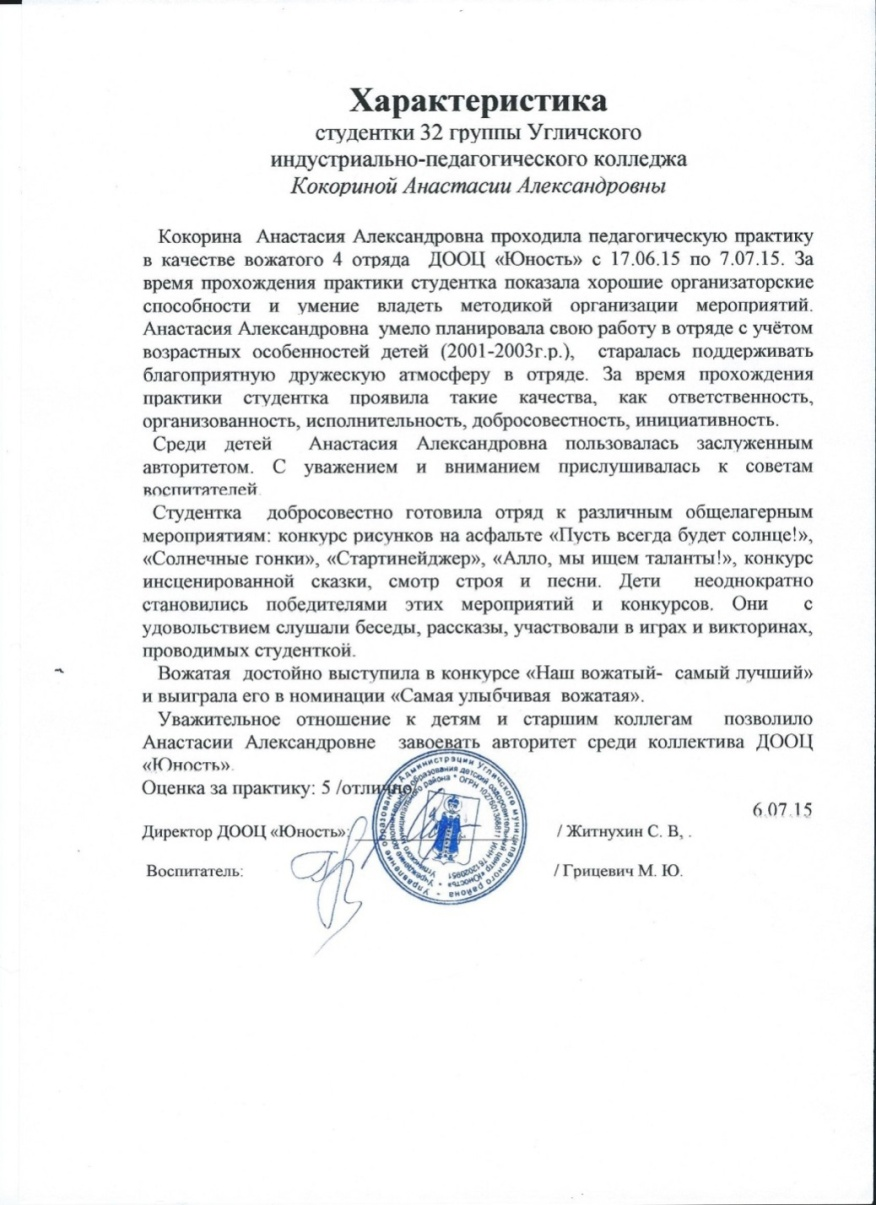 Характеристика
студентки 32 группы Угличского
индустриально-педагогического колледжа
Кокориной Анастасии Александровны
Кокорина Анастасия Александровна проходила педагогическую практику
в качестве вожатого 4 отряда ДООЦ «Юность» с 17.06.15 по 7.07.15. За
время прохождения практики студентка показала хорошие организаторские
способности и умение владеть методикой организации мероприятий.
Анастасия Александровна умело планировала свою работу в отряде с учётом
возрастных особенностей детей (2001-2003г.р.), старалась поддерживать
благоприятную дружескую атмосферу в отряде. За время прохождения
практики студентка проявила такие качества, как ответственность,
организованность, исполнительность, добросовестность, инициативность.
Среди детей Анастасия Александровна пользовалась заслуженным
авторитетом. С уважением и вниманием прислушивалась к советам
воспитателей.
Студентка добросовестно готовила отряд к различным общелагерным
мероприятиям: конкурс рисунков на асфальте «Пусть всегда будет солнце!»,
«Солнечные гонки», «Стартинейджер», «Алло, мы ищем таланты!», конкурс
инсценированной сказки, смотр строя и песни. Дети неоднократно
становились победителями этих мероприятий и конкурсов. Они с
удовольствием слушали беседы, рассказы, участвовали в играх и викторинах,
проводимых студенткой.
Вожатая достойно выступила в конкурсе «Наш вожатый- самый лучший»
и выиграла его в номинации «Самая улыбчивая вожатая».
Уважительное отношение к детям и старшим коллегам позволило
Анастасии Александровне завоевать авторитет среди коллектива ДООЦ
«Юность».
Оценка за практику: 5 /отлично/
6.07.15
Директор ДООЦ «Юность»: / Житнухин С. В, .
Воспитатель: / Грицевич М. Ю.
Управление образования Администрации Угличского муниципального района